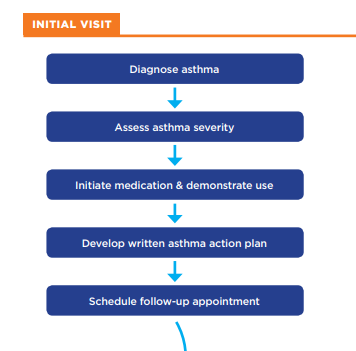 INITIAL VISIT
Diagnose asthma
Assess asthma severity
Initiate medication & demonstrate use
Develop written asthma action plan
Schedule follow-up appointment